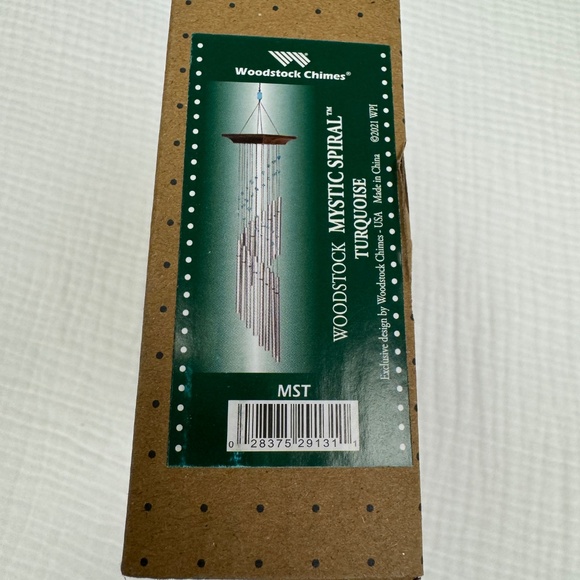 Woodstock Chimes®
WOODSTOCK MYSTIC SPIRAL™
TURQUOISE
Exclusive design by Woodstock Chimes - USA Made in China ©2021 WPI
MST
0 28375 29131 1